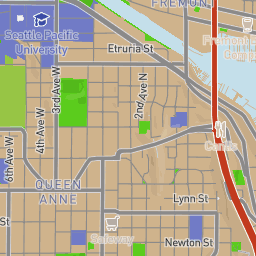 FREMONT
Seattle Pacific
University
Etruria St
3rd Ave W
2nd Ave N
4th Ave W
6th Ave W
QUEEN
ANNE
Lynn St
Safeway
Newton St